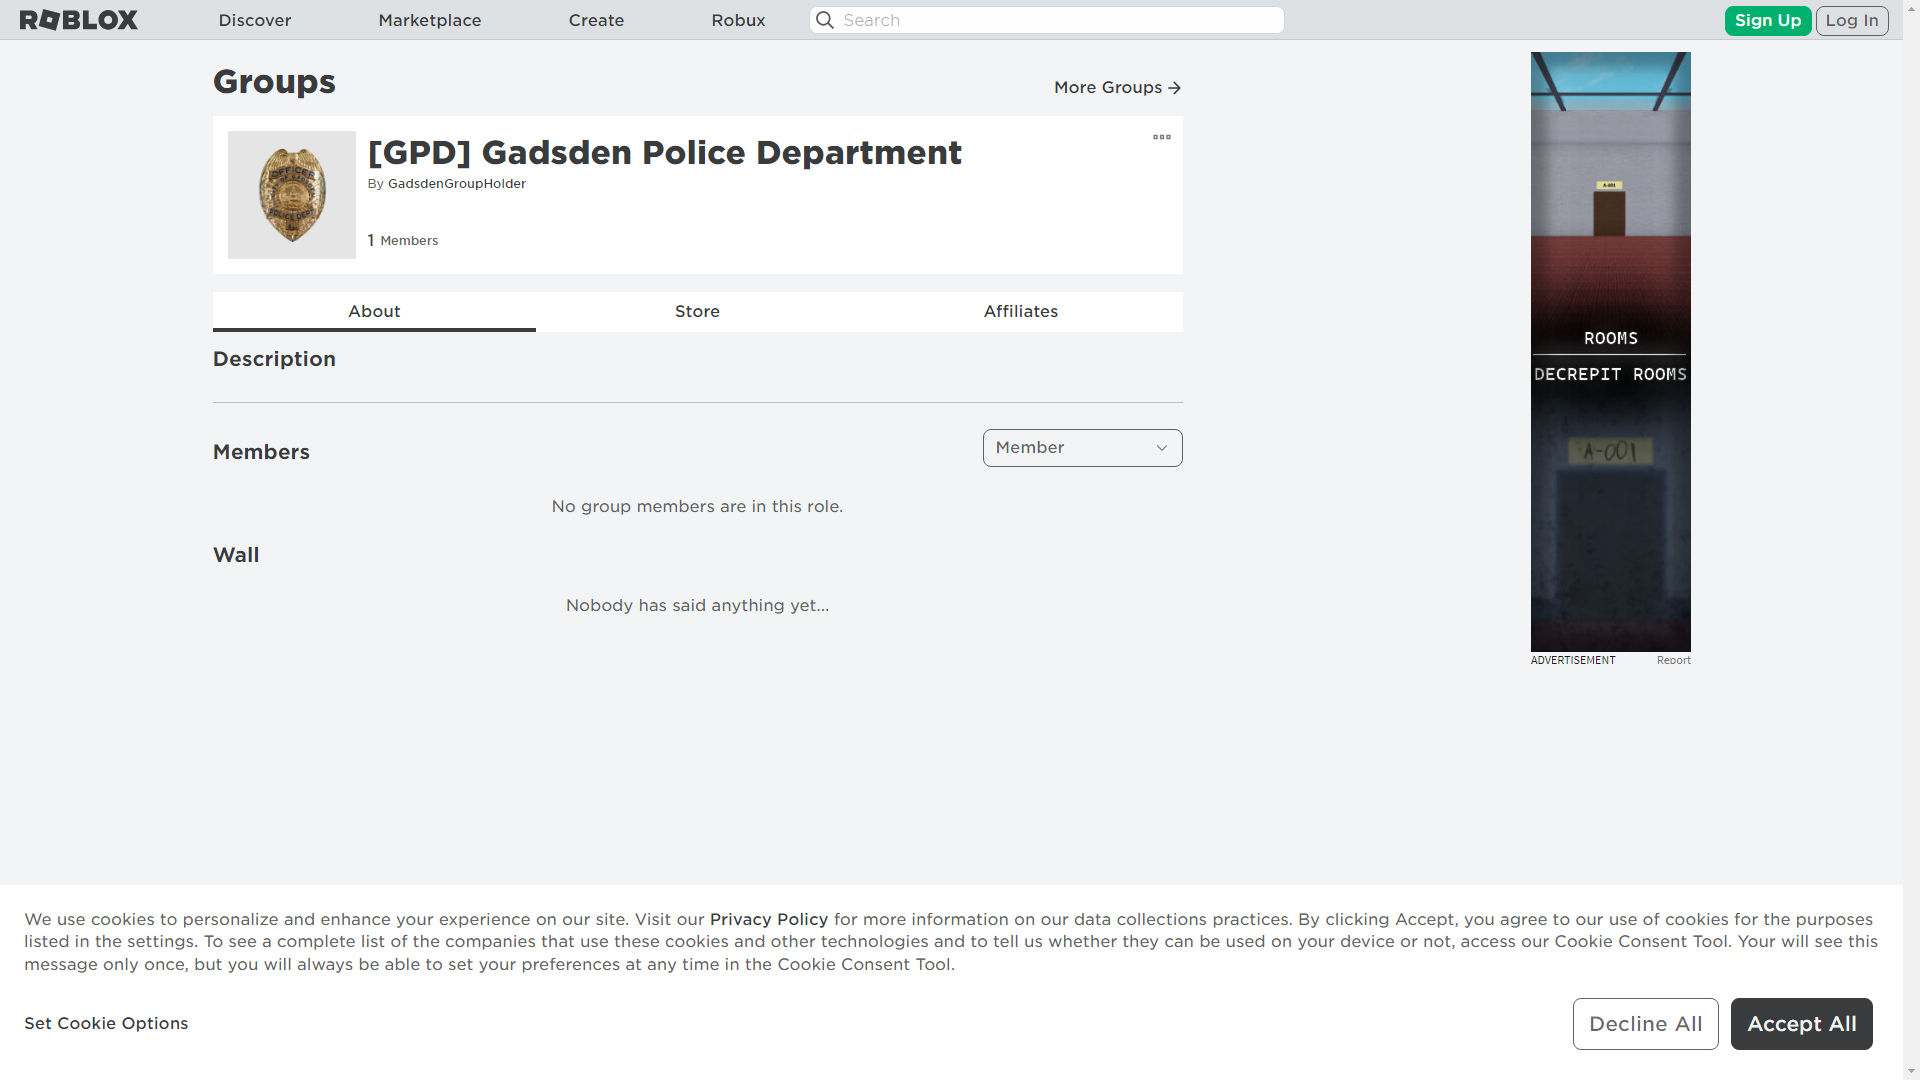 ROBLOX
Discover
Marketplace
Create
Robux
Search
Sign Up
Log In
Groups
More Groups →
[GPD] Gadsden Police Department
By GadsdenGroupHolder
1 Members
OFFICER
POLICE DEPT
About
Store
Affiliates
Description
Members
Member
No group members are in this role.
Wall
Nobody has said anything yet...
A-001
ROOMS
DECREPIT ROOMS
A-001
ADVERTISEMENT
Report
We use cookies to personalize and enhance your experience on our site. Visit our Privacy Policy for more information on our data collections practices. By clicking Accept, you agree to our use of cookies for the purposes
listed in the settings. To see a complete list of the companies that use these cookies and other technologies and to tell us whether they can be used on your device or not, access our Cookie Consent Tool. Your will see this
message only once, but you will always be able to set your preferences at any time in the Cookie Consent Tool.
Set Cookie Options
Decline All
Accept All